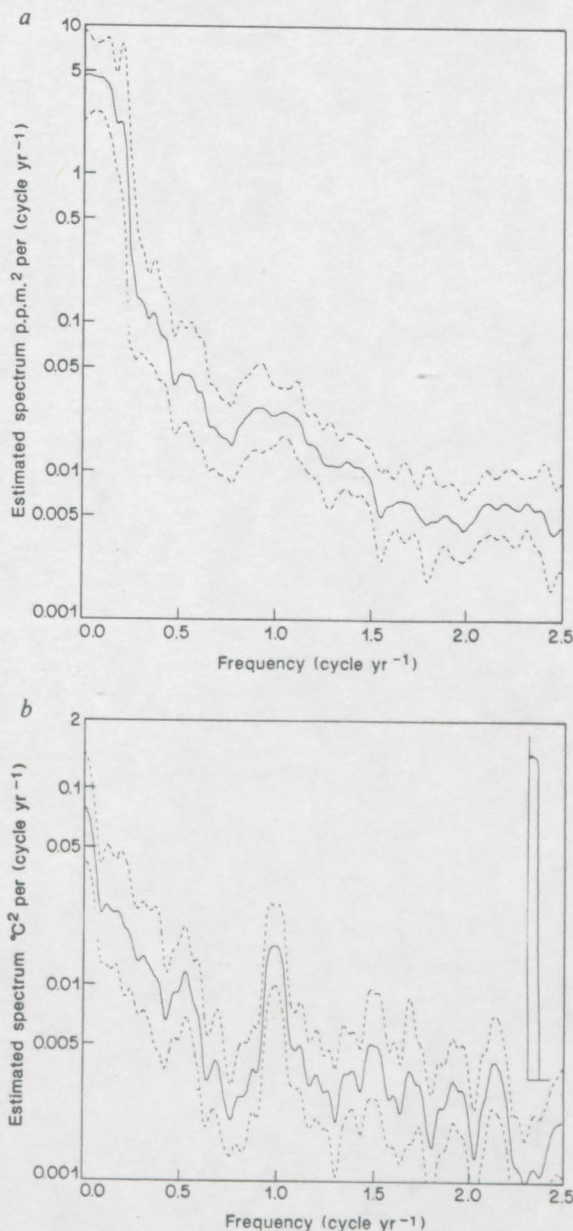 a
Estimated spectrum p.p.m.² per (cycle yr⁻¹)
10
5
1
0.5
0.1
0.05
0.01
0.005
0.001
0.0 0.5 1.0 1.5 2.0 2.5
Frequency (cycle yr⁻¹)
b
Estimated spectrum °C² per (cycle yr⁻¹)
2
0.1
0.05
0.01
0.005
0.001
0.0 0.5 1.0 1.5 2.0 2.5
Frequency (cycle yr⁻¹)